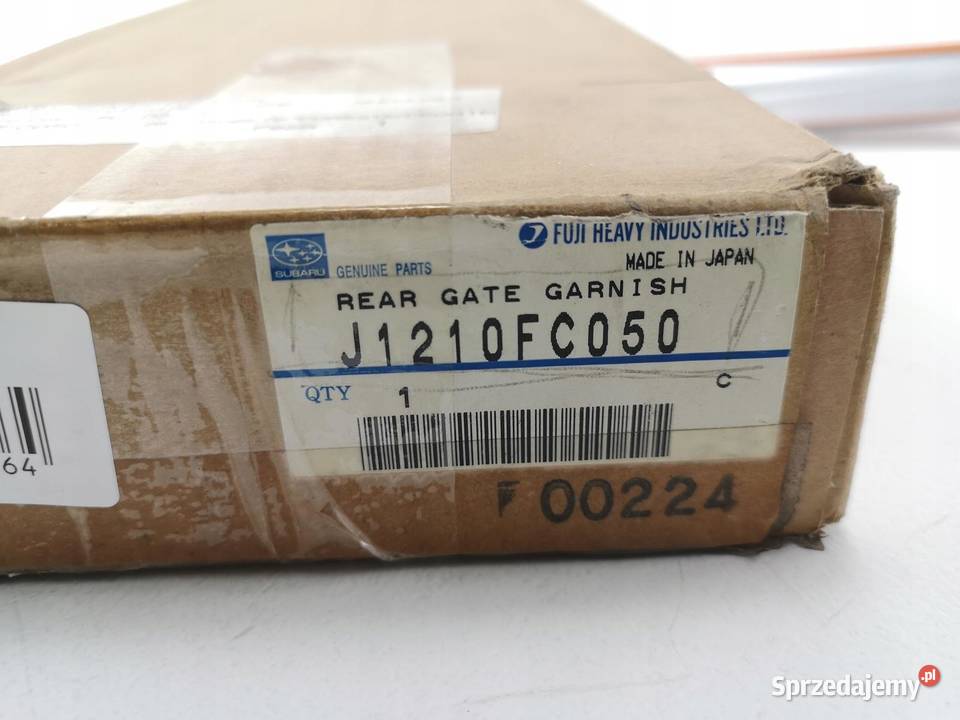 FUJI HEAVY INDUSTRIES LTD.
SUBARU
GENUINE PARTS
MADE IN JAPAN
REAR GATE GARNISH
J1210FC050
QTY 1 C
64
F 00224
Sprzedajemy.pl